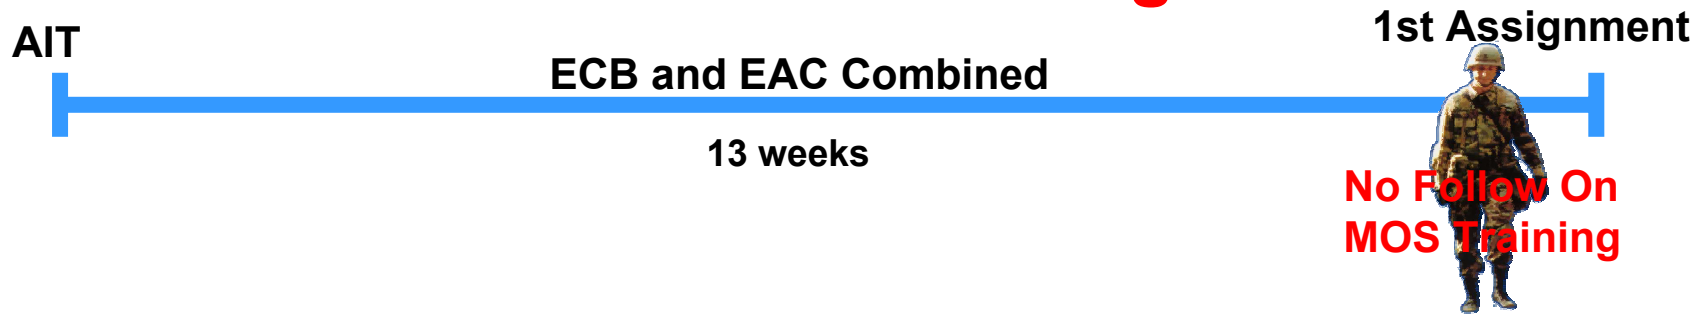 AIT
1st Assignment
ECB and EAC Combined
13 weeks
No Follow On
MOS Training